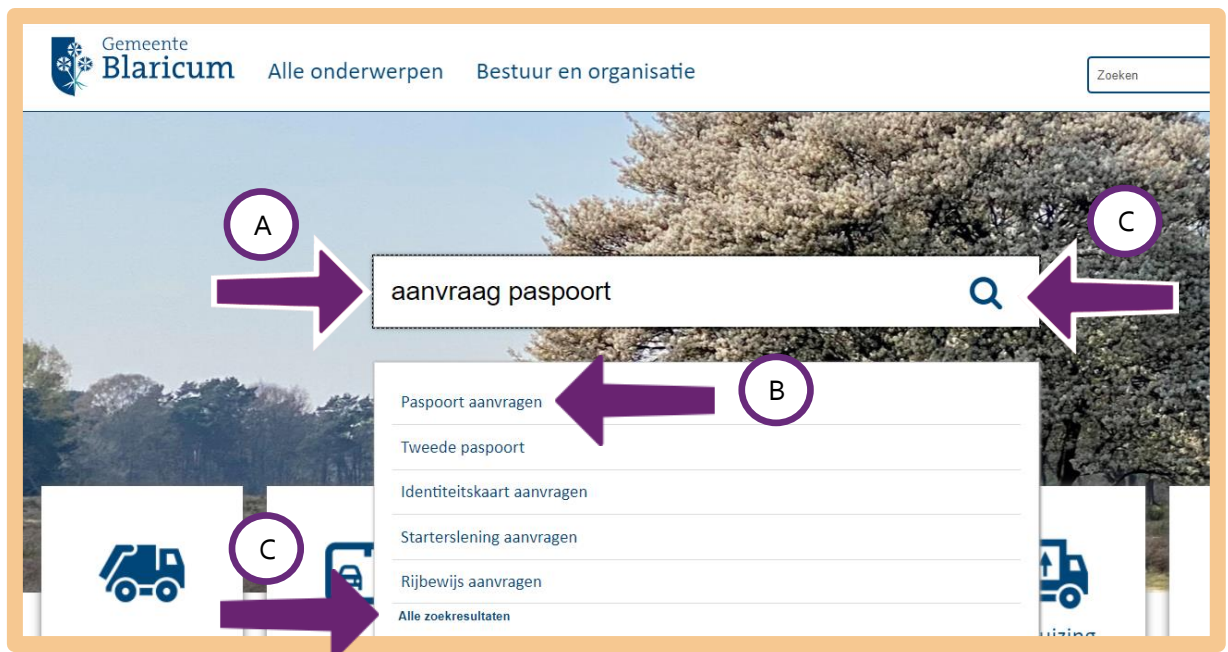 Gemeente
Blaricum
Alle onderwerpen
Bestuur en organisatie
Zoeken
A
C
aanvraag paspoort
B
Paspoort aanvragen
Tweede paspoort
Identiteitskaart aanvragen
Starterslening aanvragen
C
Rijbewijs aanvragen
Alle zoekresultaten